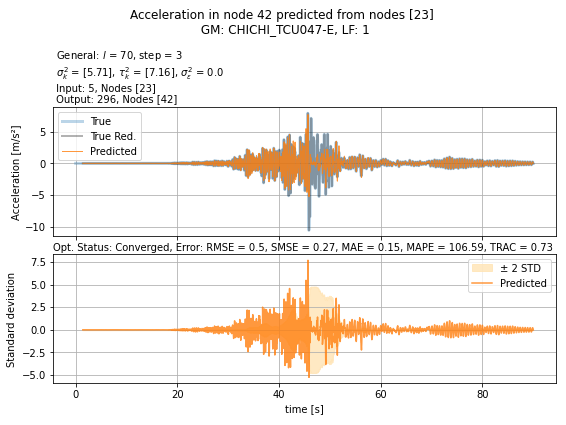 Acceleration in node 42 predicted from nodes [23]
GM: CHICHI_TCU047-E, LF: 1
General: l = 70, step = 3
σ²ₖ = [5.71], τ²ₖ = [7.16], σ²ε = 0.0
Input: 5, Nodes [23]
Output: 296, Nodes [42]
True
True Red.
Predicted
Acceleration [m/s²]
5
0
−5
−10
Opt. Status: Converged, Error: RMSE = 0.5, SMSE = 0.27, MAE = 0.15, MAPE = 106.59, TRAC = 0.73
± 2 STD
Predicted
Standard deviation
7.5
5.0
2.5
0.0
−2.5
−5.0
0 20 40 60 80
time [s]